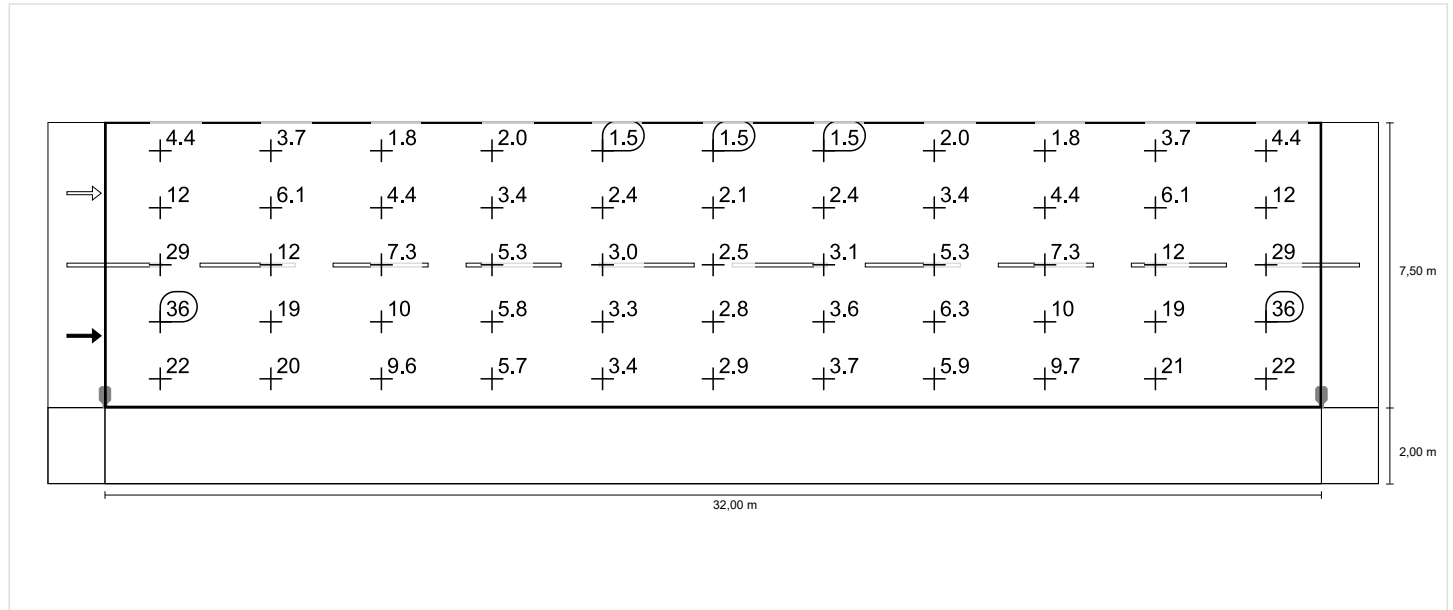 4.4 3.7 1.8 2.0 1.5 1.5 1.5 2.0 1.8 3.7 4.4
12 6.1 4.4 3.4 2.4 2.1 2.4 3.4 4.4 6.1 12
29 12 7.3 5.3 3.0 2.5 3.1 5.3 7.3 12 29
7,50 m
36 19 10 5.8 3.3 2.8 3.6 6.3 10 19 36
22 20 9.6 5.7 3.4 2.9 3.7 5.9 9.7 21 22
2,00 m
32,00 m